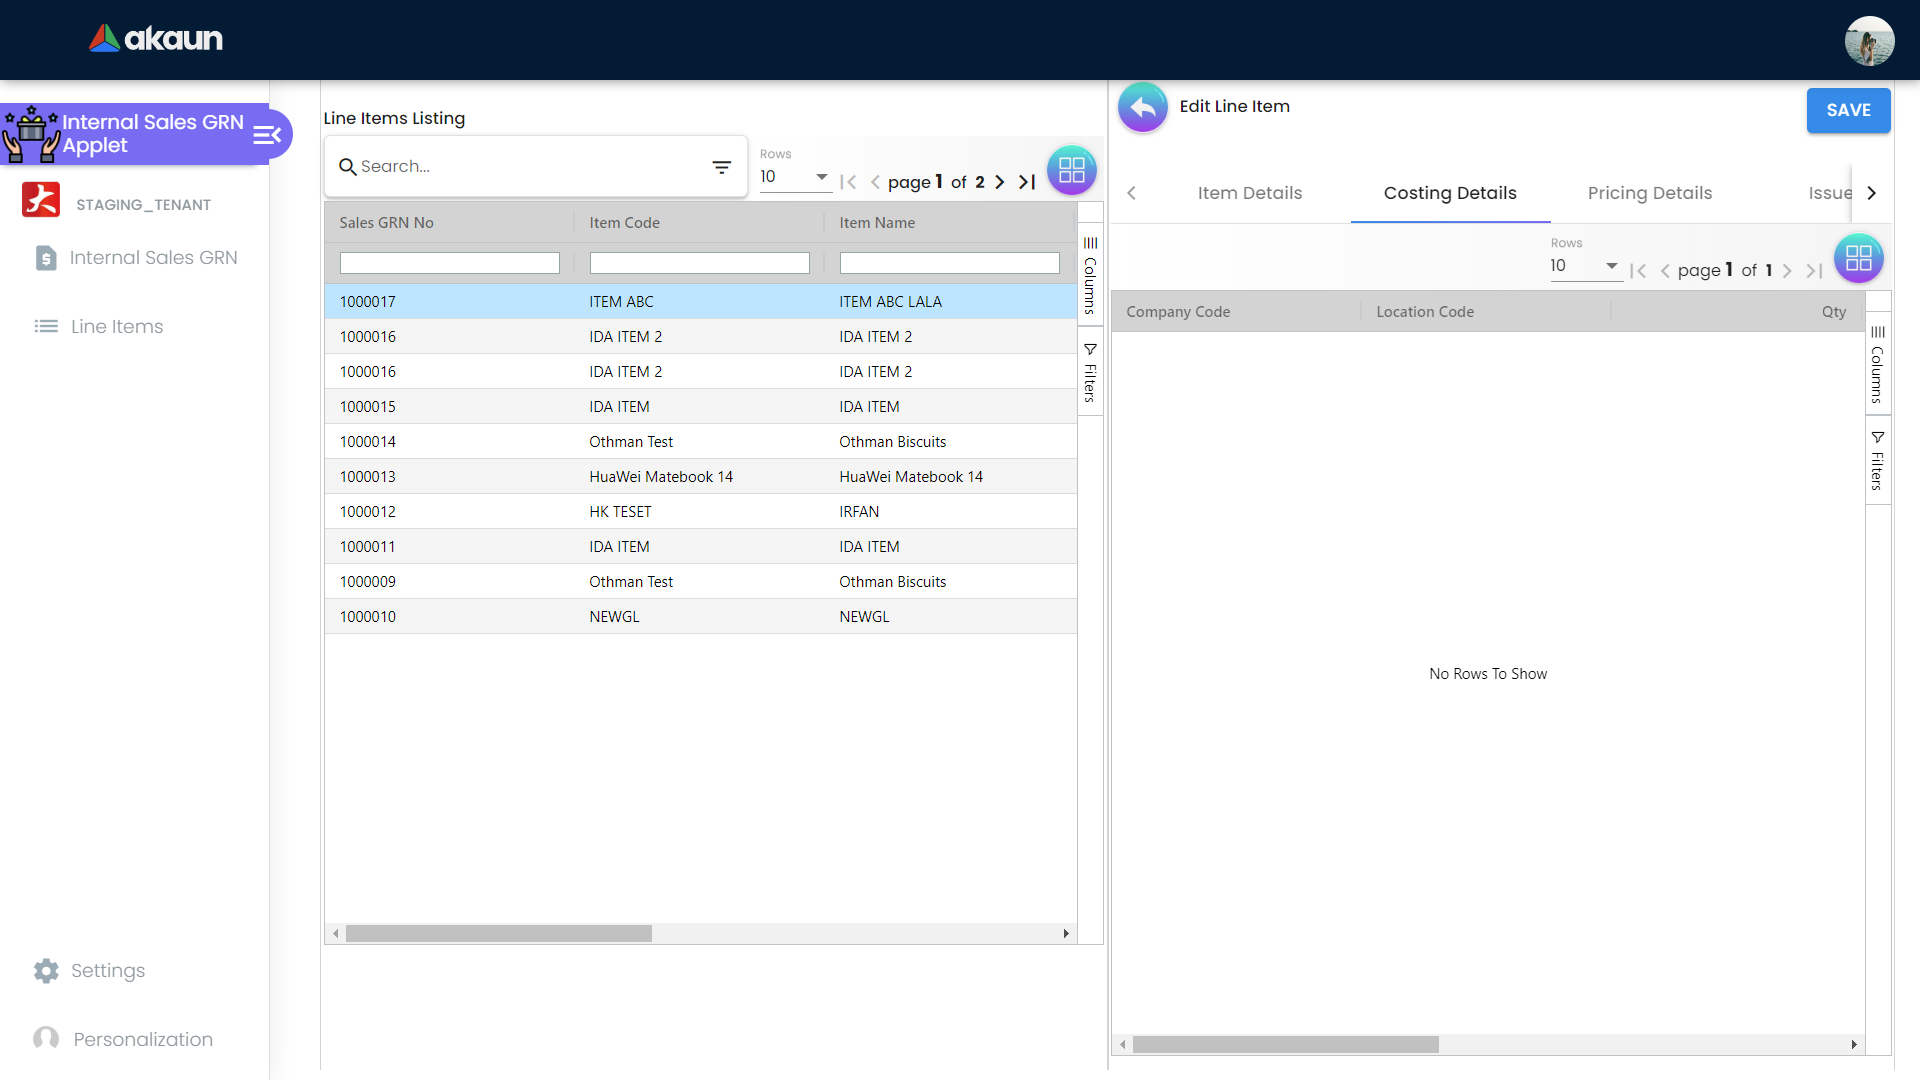 akaun
Internal Sales GRN
Applet
STAGING_TENANT
Internal Sales GRN
Line Items
Settings
Personalization
Line Items Listing
Search...
Rows
10
page 1 of 2
Sales GRN No Item Code Item Name
1000017 ITEM ABC ITEM ABC LALA
1000016 IDA ITEM 2 IDA ITEM 2
1000016 IDA ITEM 2 IDA ITEM 2
1000015 IDA ITEM IDA ITEM
1000014 Othman Test Othman Biscuits
1000013 HuaWei Matebook 14 HuaWei Matebook 14
1000012 HK TESET IRFAN
1000011 IDA ITEM IDA ITEM
1000009 Othman Test Othman Biscuits
1000010 NEWGL NEWGL
Columns
Filters
Edit Line Item
SAVE
Item Details Costing Details Pricing Details Issue
Rows
10
page 1 of 1
Company Code Location Code Qty
No Rows To Show
Columns
Filters